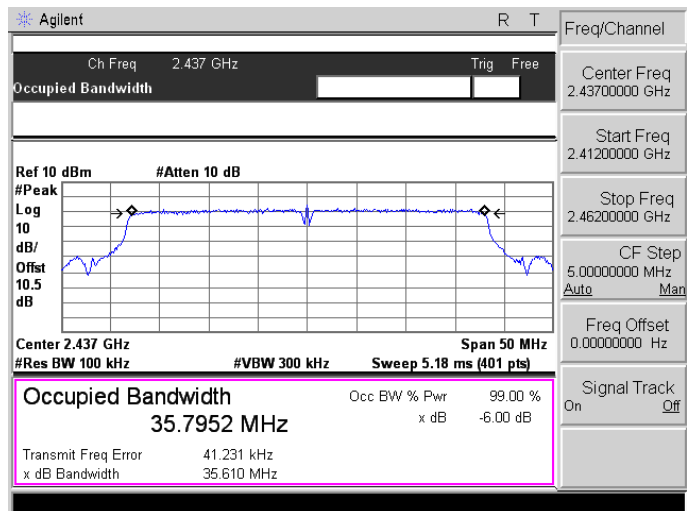 Agilent R T
Ch Freq 2.437 GHz Trig Free
Occupied Bandwidth
Ref 10 dBm #Atten 10 dB
#Peak
Log
10
dB/
Offst
10.5
dB
Center 2.437 GHz Span 50 MHz
#Res BW 100 kHz #VBW 300 kHz Sweep 5.18 ms (401 pts)
Occupied Bandwidth Occ BW % Pwr 99.00 %
35.7952 MHz x dB -6.00 dB
Transmit Freq Error 41.231 kHz
x dB Bandwidth 35.610 MHz
Freq/Channel
Center Freq
2.43700000 GHz
Start Freq
2.41200000 GHz
Stop Freq
2.46200000 GHz
CF Step
5.00000000 MHz
Auto Man
Freq Offset
0.00000000 Hz
Signal Track
On Off